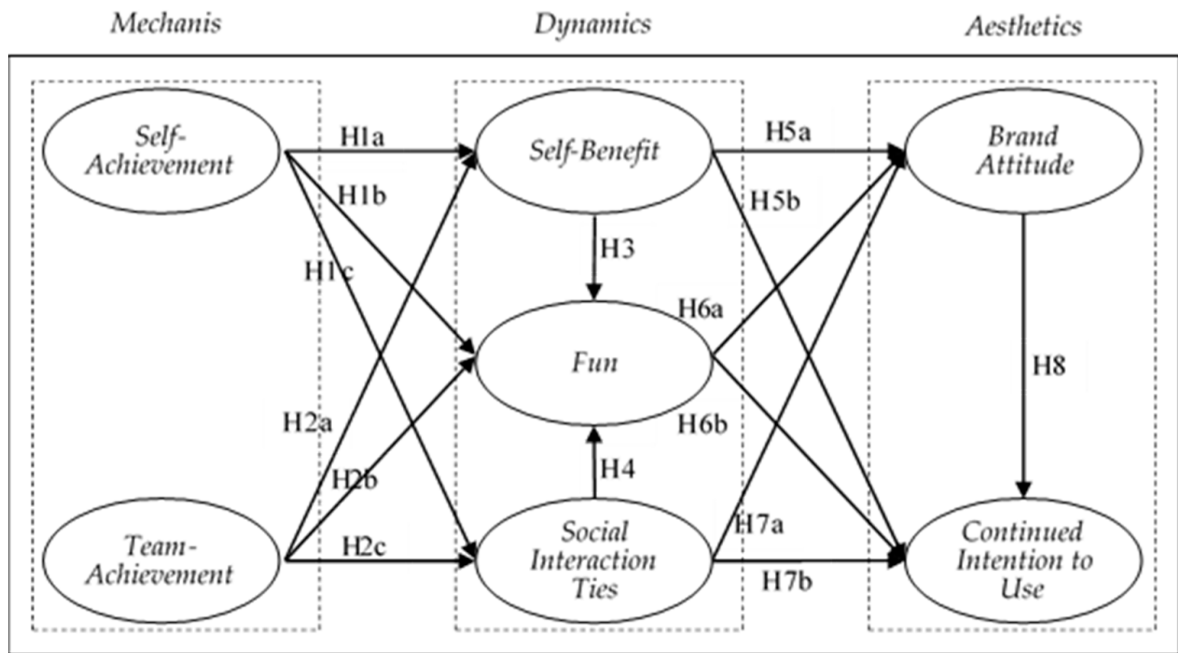 Mechanis
Dynamics
Aesthetics
Self-
Achievement
H1a
Self-Benefit
H5a
Brand
Attitude
H1b
H5b
H3
H1c
H6a
Fun
H8
H2a
H6b
H2b
H4
Team-
Achievement
H2c
Social
Interaction
Ties
H7a
H7b
Continued
Intention to
Use